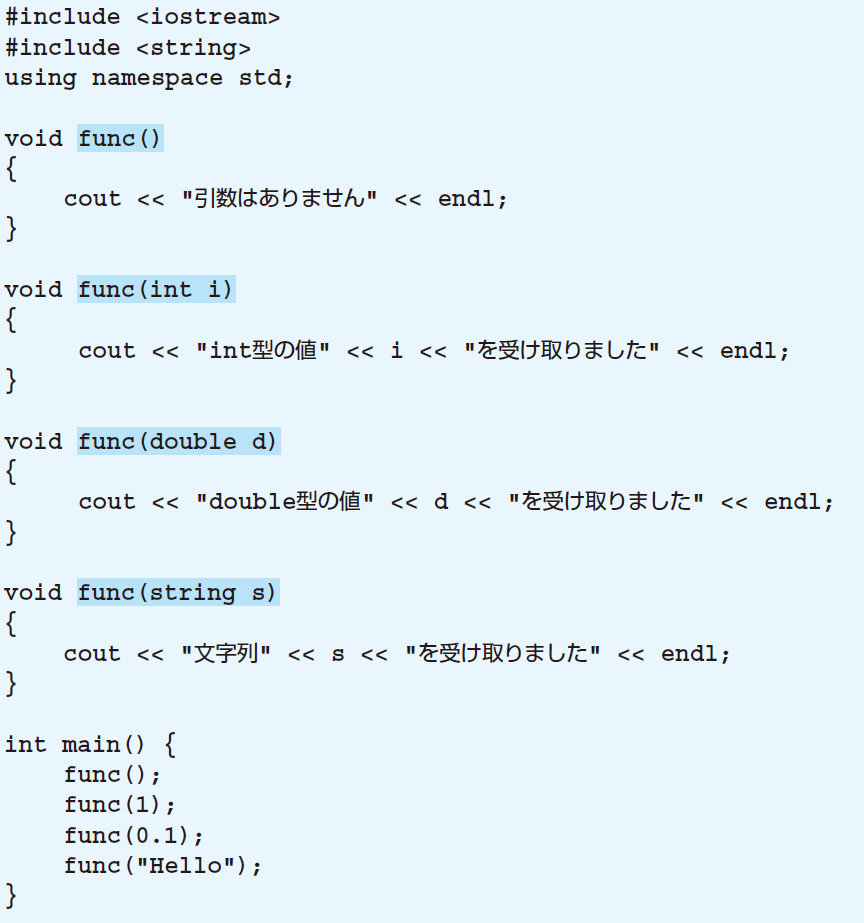 #include <iostream>
#include <string>
using namespace std;

void func()
{
    cout << "引数はありません" << endl;
}

void func(int i)
{
     cout << "int型の値" << i << "を受け取りました" << endl;
}

void func(double d)
{
     cout << "double型の値" << d << "を受け取りました" << endl;
}

void func(string s)
{
    cout << "文字列" << s << "を受け取りました" << endl;
}

int main() {
    func();
    func(1);
    func(0.1);
    func("Hello");
}